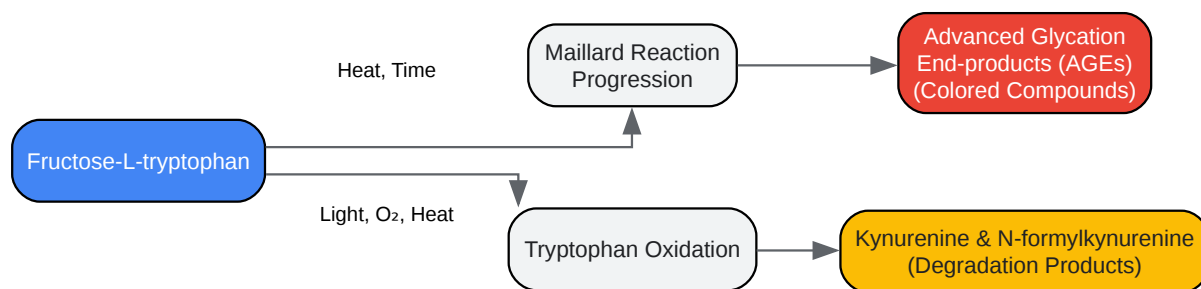 Heat, Time
Maillard Reaction
Progression
Advanced Glycation
End-products (AGEs)
(Colored Compounds)
Fructose-L-tryptophan
Light, O₂, Heat
Tryptophan Oxidation
Kynurenine & N-formylkynurenine
(Degradation Products)